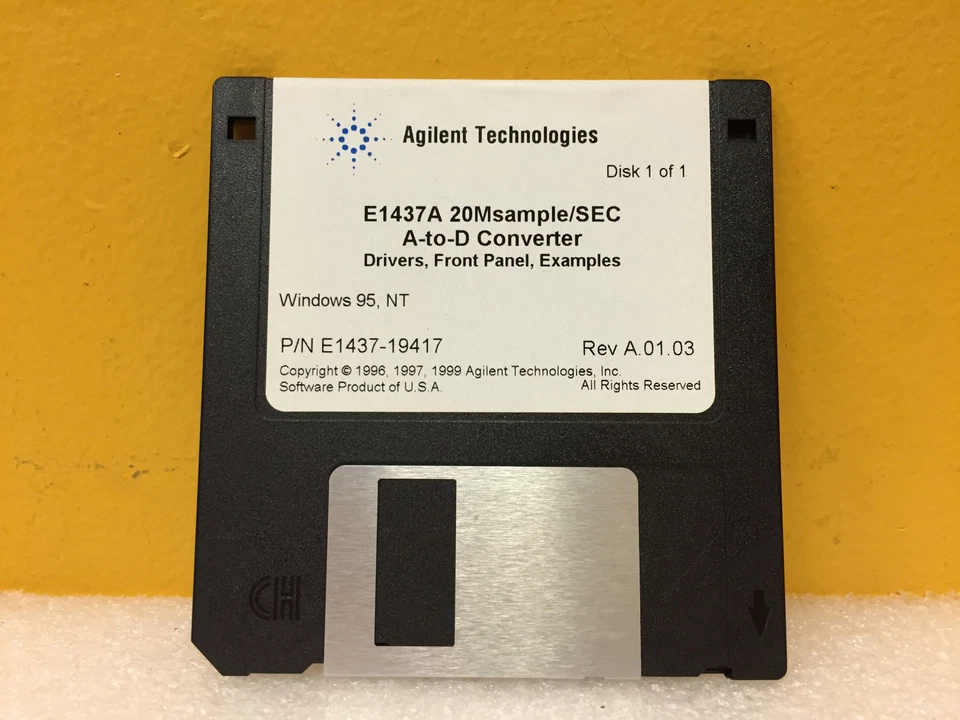 Agilent Technologies
Disk 1 of 1
E1437A 20Msample/SEC
A-to-D Converter
Drivers, Front Panel, Examples
Windows 95, NT
P/N E1437-19417 Rev A.01.03
Copyright © 1996, 1997, 1999 Agilent Technologies, Inc.
Software Product of U.S.A. All Rights Reserved
CH